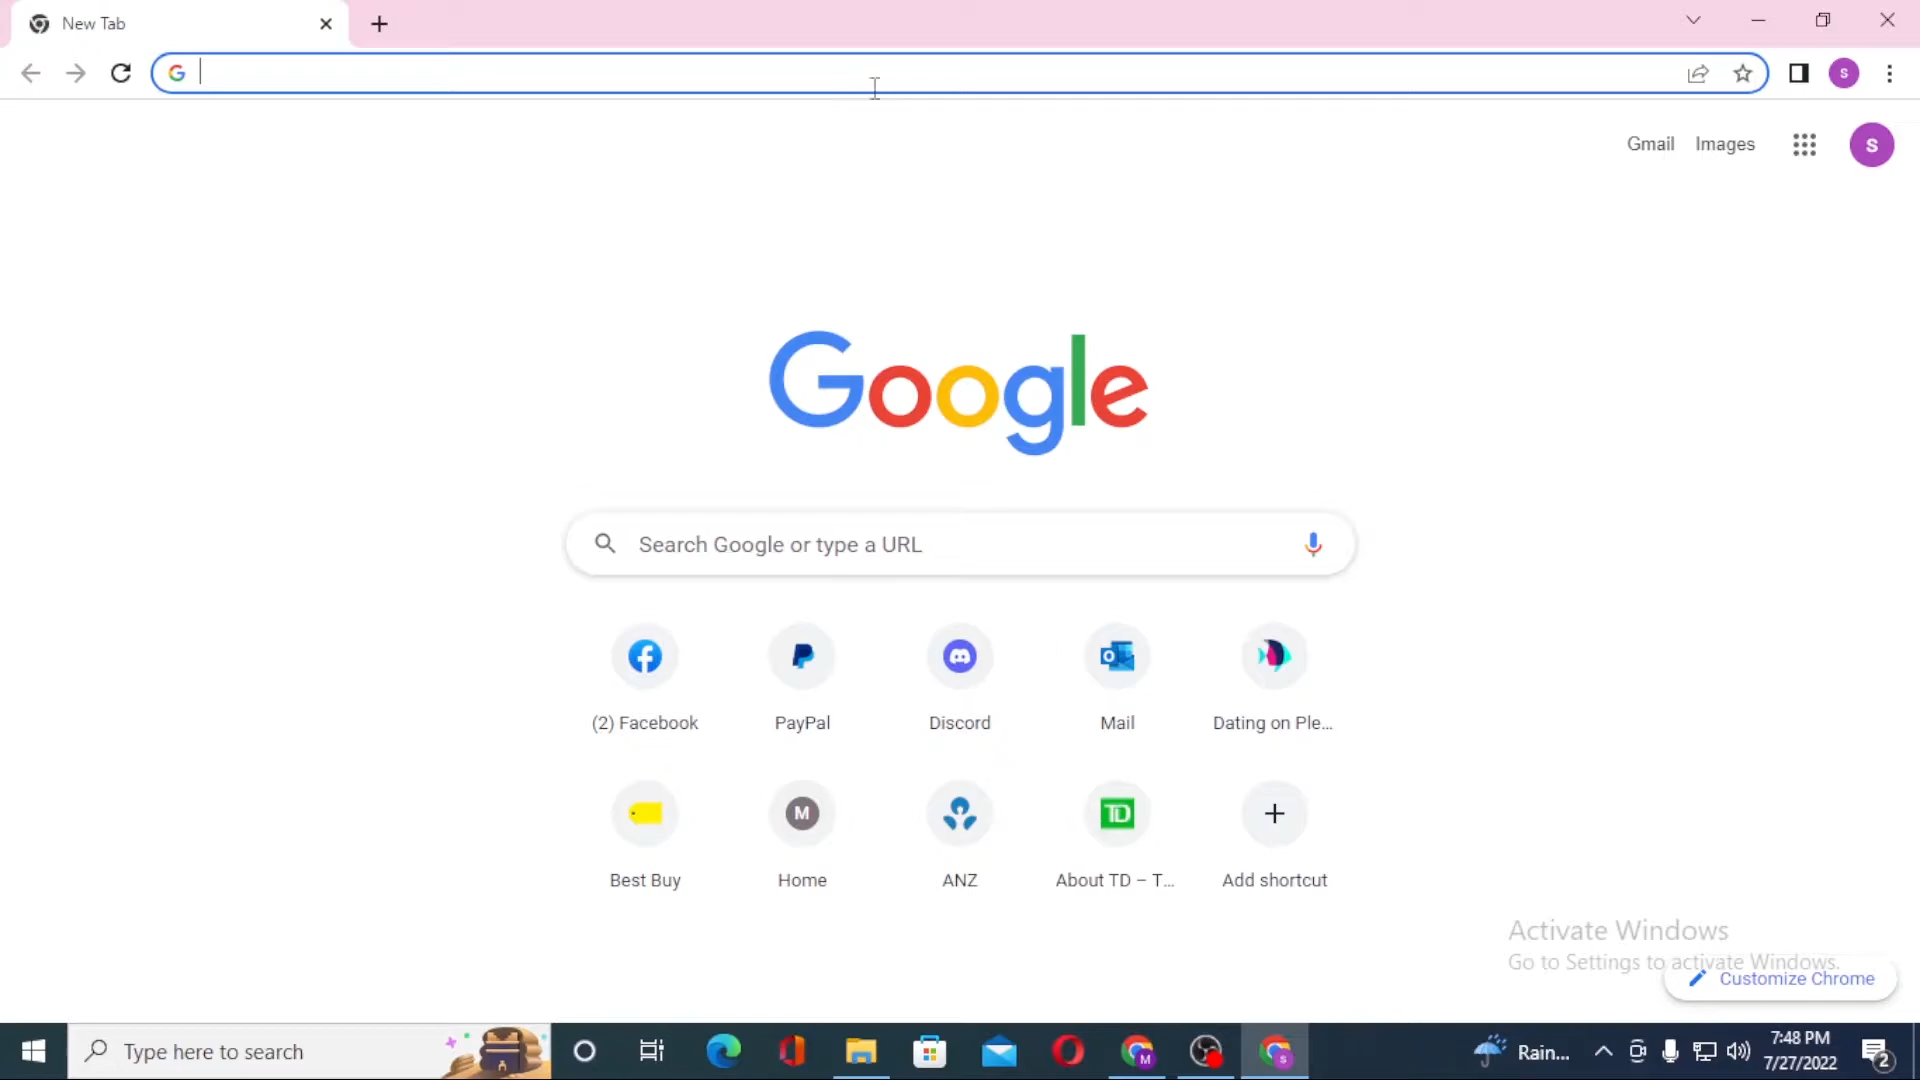 New Tab
Gmail Images
S
S
Google
Search Google or type a URL
(2) Facebook PayPal Discord Mail Dating on Ple...
M
TD
Best Buy Home ANZ About TD – T... Add shortcut
Activate Windows
Go to Settings to activate Windows.
Customize Chrome
Type here to search
Rain...
7:48 PM
7/27/2022
2